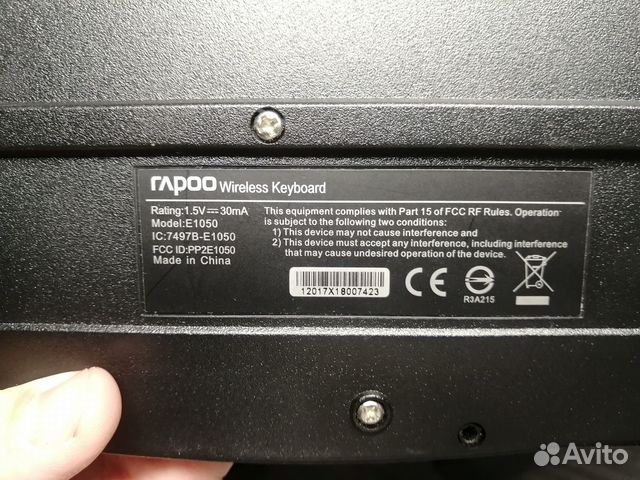 rapoo Wireless Keyboard
Rating:1.5V⎓30mA
Model:E1050
IC:7497B-E1050
FCC ID:PP2E1050
Made in China
This equipment complies with Part 15 of FCC RF Rules. Operation
is subject to the following two conditions:
1) This device may not cause interference and
2) This device must accept any interference, including interference
that may cause undesired operation of the device.
12017X18007423
CE
R3A215
Avito